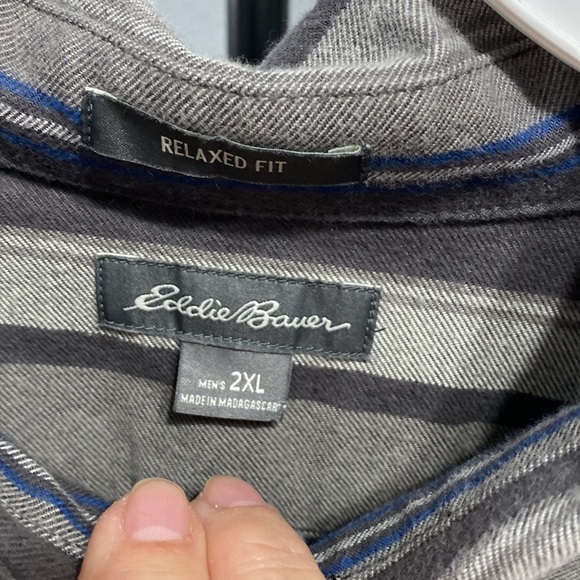 RELAXED FIT
Eddie Bauer
MEN'S 2XL
MADE IN MADAGASCAR